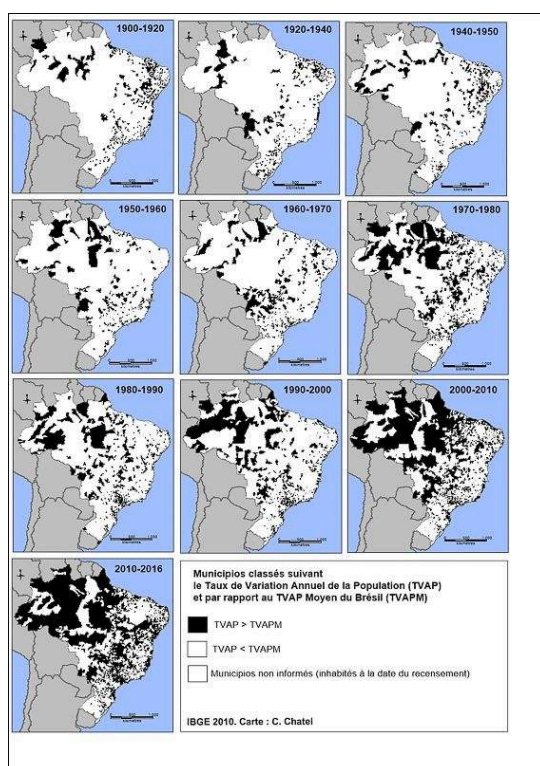 1900-1920
1920-1940
1940-1950
1950-1960
1960-1970
1970-1980
1980-1990
1990-2000
2000-2010
2010-2016
Municipios classés suivant
le Taux de Variation Annuel de la Population (TVAP)
et par rapport au TVAP Moyen du Brésil (TVAPM)
TVAP > TVAPM
TVAP < TVAPM
Municipios non informés (inhabités à la date du recensement)
IBGE 2010. Carte : C. Chatel